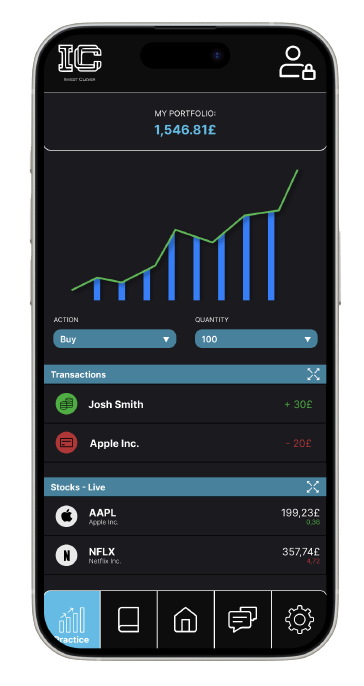 IC
Invest Clever
MY PORTFOLIO:
1,546.81£
ACTION
QUANTITY
Buy
100
Transactions
Josh Smith
+ 30£
Apple Inc.
- 20£
Stocks - Live
AAPL
199,23£
Apple Inc.
0,36
N
NFLX
357,74£
Netflix Inc.
4,72
Practice